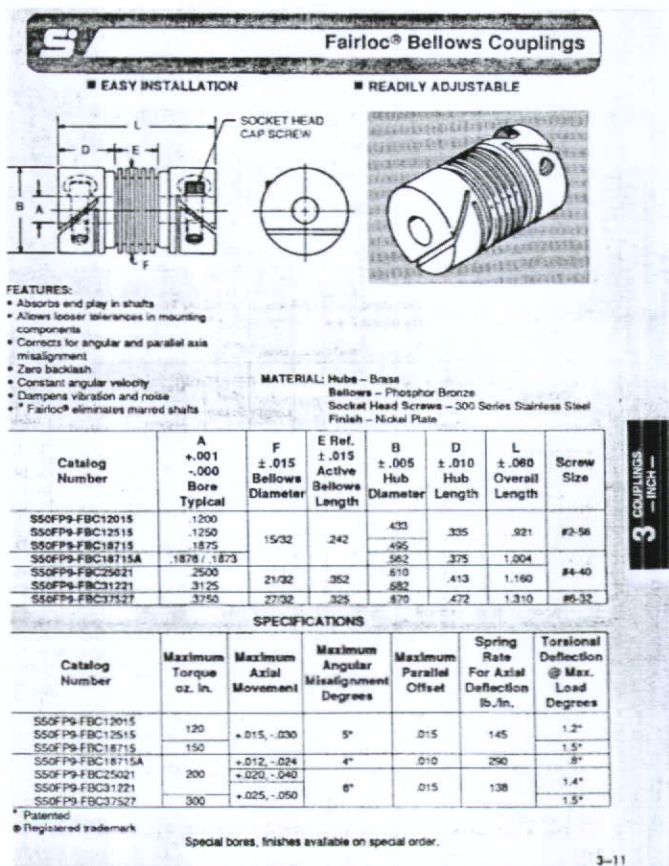 Si
Fairloc® Bellows Couplings
■ EASY INSTALLATION
■ READILY ADJUSTABLE
L
D E
SOCKET HEAD
CAP SCREW
B A
F
FEATURES:
• Absorbs end play in shafts
• Allows looser tolerances in mounting
components
• Corrects for angular and parallel axis
misalignment
• Zero backlash
• Constant angular velocity
• Dampens vibration and noise
• * Fairloc® eliminates marred shafts
MATERIAL: Hubs – Brass
Bellows – Phosphor Bronze
Socket Head Screws – 300 Series Stainless Steel
Finish – Nickel Plate
3 COUPLINGS
– INCH –
Catalog Number | A +.001 -.000 Bore Typical | F ± .015 Bellows Diameter | E Ref. ± .015 Active Bellows Length | B ± .005 Hub Diameter | D ± .010 Hub Length | L ± .060 Overall Length | Screw Size
S50FP9-FBC12015 .1200 15/32 .242 .433 .335 .921 #2-56
S50FP9-FBC12515 .1250
S50FP9-FBC18715 .1875 .495
S50FP9-FBC18715A .1876 / .1873 .562 .375 1.004 #4-40
S50FP9-FBC25021 .2500 21/32 .352 .610 .413 1.160
S50FP9-FBC31221 .3125 .682
S50FP9-FBC37527 .3750 27/32 .325 .472 1.310 #6-32
SPECIFICATIONS
Catalog Number | Maximum Torque oz. in. | Maximum Axial Movement | Maximum Angular Misalignment Degrees | Maximum Parallel Offset | Spring Rate For Axial Deflection lb./in. | Torsional Deflection @ Max. Load Degrees
S50FP9-FBC12015 120 +.015, -.030 5° .015 145 1.2°
S50FP9-FBC12515
S50FP9-FBC18715 150 1.5°
S50FP9-FBC18715A 200 +.012, -.024 4° .010 290 .8°
S50FP9-FBC25021 +.020, -.040 .015 138 1.4°
S50FP9-FBC31221 +.025, -.050
S50FP9-FBC37527 300 1.5°
* Patented
® Registered trademark
Special bores, finishes available on special order.
3–11